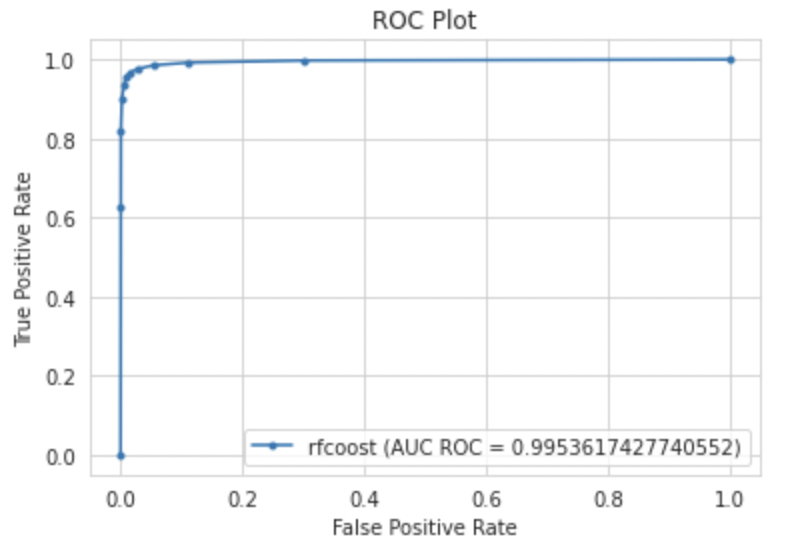 ROC Plot
1.0
0.8
0.6
0.4
0.2
0.0
True Positive Rate
rfcoost (AUC ROC = 0.9953617427740552)
0.0 0.2 0.4 0.6 0.8 1.0
False Positive Rate